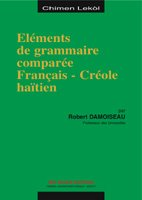 Chimen Lekòl
Eléments
de grammaire
comparée
Français - Créole
haïtien
par
Robert DAMOISEAU
Professeur des Universités